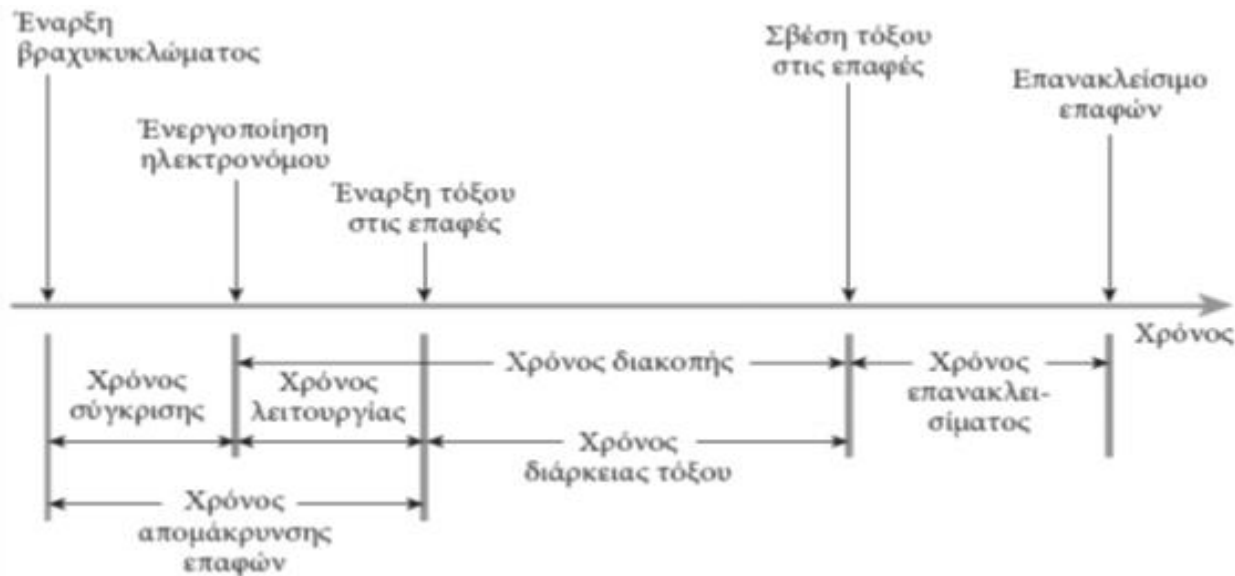 Έναρξη
βραχυκυκλώματος
Ένεργοποίηση
ηλεκτρονόμου
Έναρξη τόξου
στις επαφές
Σβέση τόξου
στις επαφές
Επανακλείσιμο
επαφών
Χρόνος
Χρόνος
σύγκρισης
Χρόνος
λειτουργίας
Χρόνος διακοπής
Χρόνος
επανακλει-
σίματος
Χρόνος
διάρκειας τόξου
Χρόνος
απομάκρυνσης
επαφών